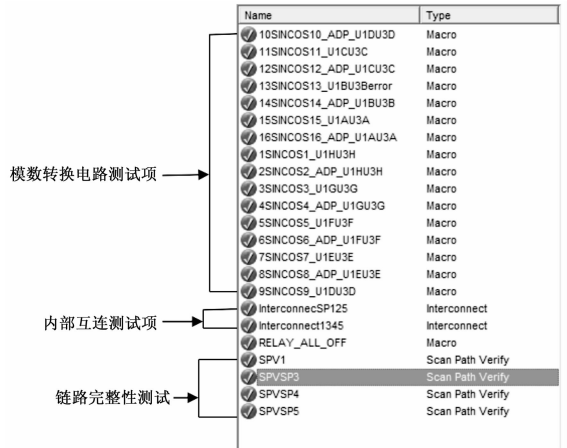 Name Type
10SINCOS10_ADP_U1DU3D Macro
11SINCOS11_U1CU3C Macro
12SINCOS12_ADP_U1CU3C Macro
13SINCOS13_U1BU3Berror Macro
14SINCOS14_ADP_U1BU3B Macro
15SINCOS15_U1AU3A Macro
16SINCOS16_ADP_U1AU3A Macro
1SINCOS1_U1HU3H Macro
2SINCOS2_ADP_U1HU3H Macro
模数转换电路测试项
3SINCOS3_U1GU3G Macro
4SINCOS4_ADP_U1GU3G Macro
5SINCOS5_U1FU3F Macro
6SINCOS6_ADP_U1FU3F Macro
7SINCOS7_U1EU3E Macro
8SINCOS8_ADP_U1EU3E Macro
9SINCOS9_U1DU3D Macro
InterconnecSP125 Interconnect
内部互连测试项
Interconnect1345 Interconnect
RELAY_ALL_OFF Macro
SPV1 Scan Path Verify
SPVSP3 Scan Path Verify
链路完整性测试
SPVSP4 Scan Path Verify
SPVSP5 Scan Path Verify